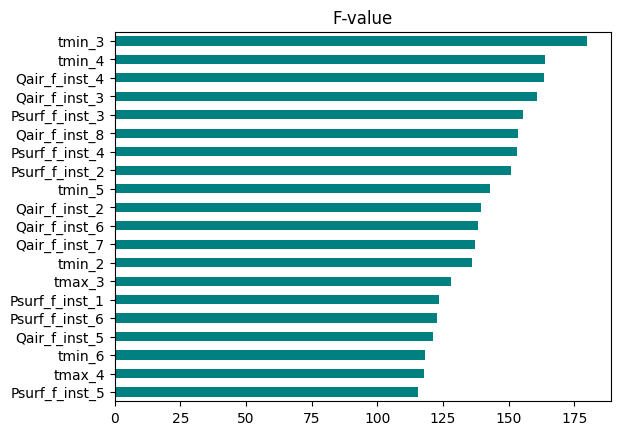 F-value
tmin_3
tmin_4
Qair_f_inst_4
Qair_f_inst_3
Psurf_f_inst_3
Qair_f_inst_8
Psurf_f_inst_4
Psurf_f_inst_2
tmin_5
Qair_f_inst_2
Qair_f_inst_6
Qair_f_inst_7
tmin_2
tmax_3
Psurf_f_inst_1
Psurf_f_inst_6
Qair_f_inst_5
tmin_6
tmax_4
Psurf_f_inst_5
0 25 50 75 100 125 150 175